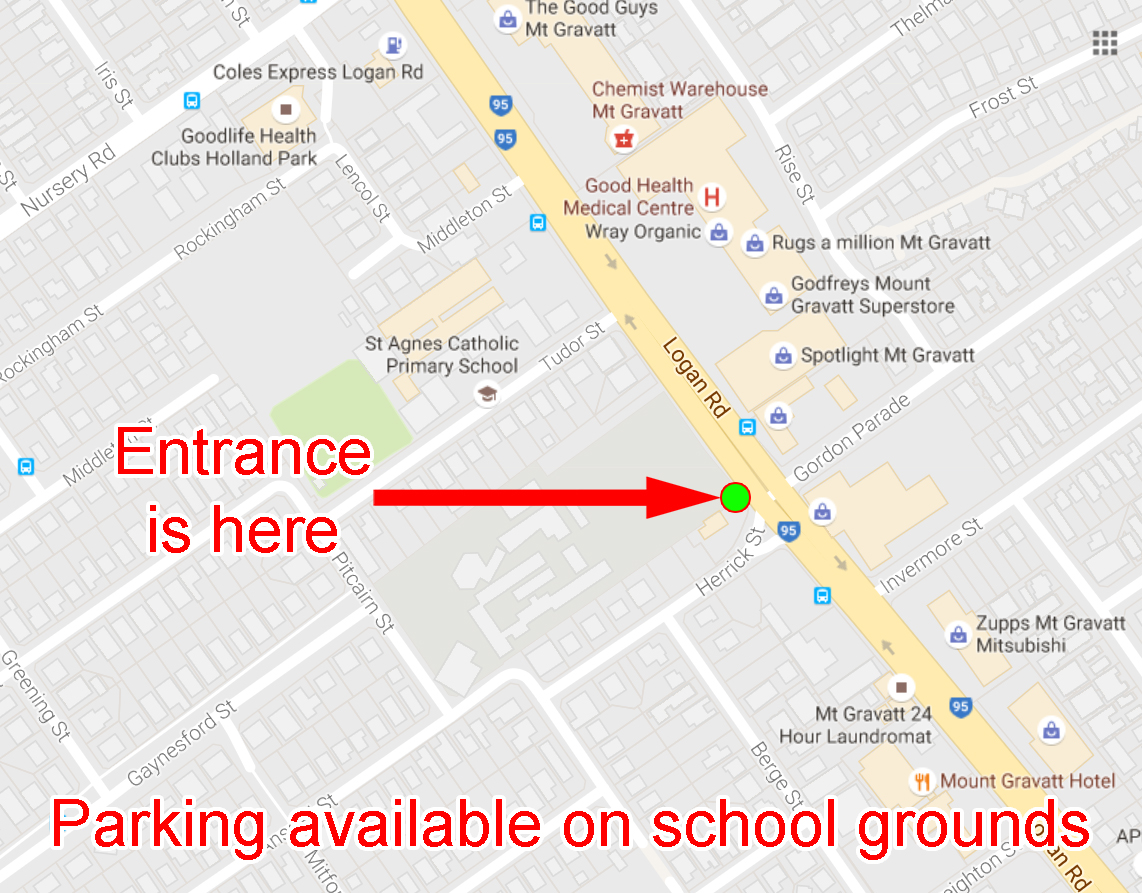 The Good Guys
Mt Gravatt
Thelma
Iris St
Coles Express Logan Rd
Chemist Warehouse
Mt Gravatt
Frost St
95
95
Goodlife Health
Clubs Holland Park
Nursery Rd
Lencol St
Rise St
Good Health
Medical Centre
H
Wray Organic
Middleton St
Rockingham St
Rugs a million Mt Gravatt
Godfreys Mount
Gravatt Superstore
Rockingham St
St Agnes Catholic
Primary School
Tudor St
Logan Rd
Spotlight Mt Gravatt
Gordon Parade
Entrance
is here
Herrick St
95
Invermore St
Pitcairn St
Zupps Mt Gravatt
Mitsubishi
Greening St
Gaynesford St
Mt Gravatt 24
Hour Laundromat
95
Berge St
Mount Gravatt Hotel
Parking available on school grounds
St
Mitfor
eighton S
AP